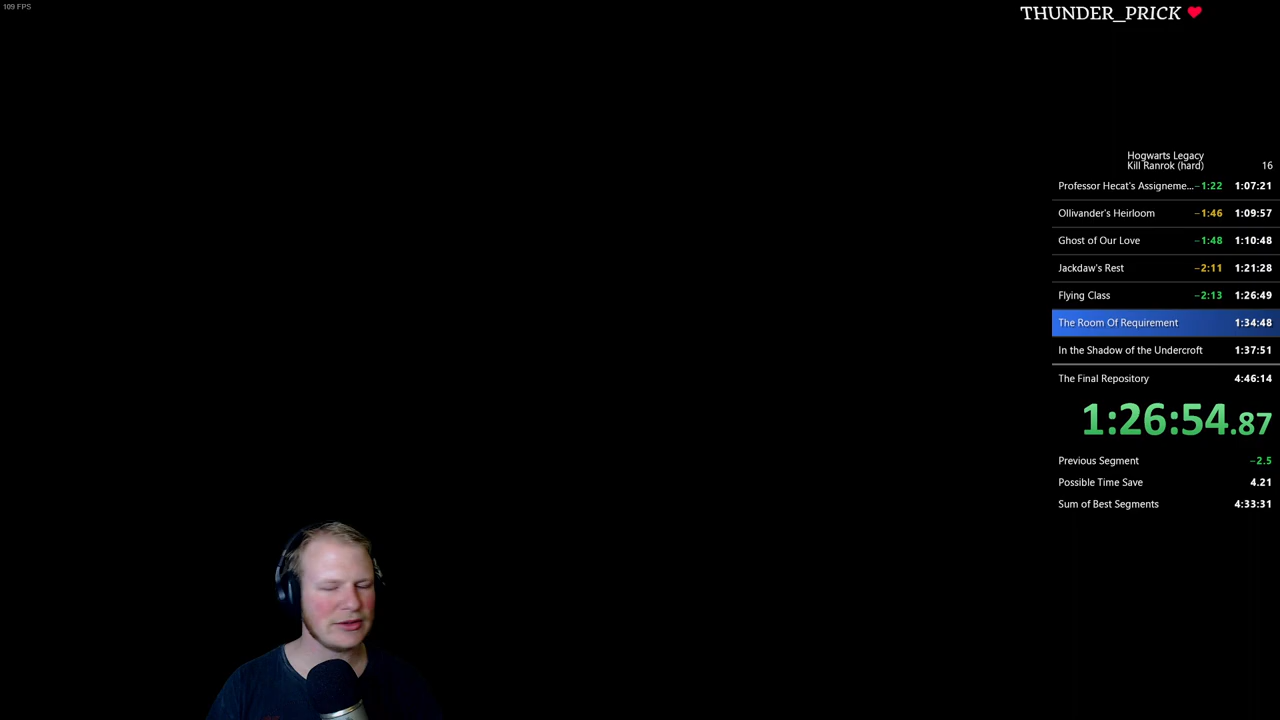 109 FPS
THUNDER_PRICK ❤
Hogwarts Legacy
Kill Ranrok (hard) 16
Professor Hecat's Assigneme... -1:22 1:07:21
Ollivander's Heirloom -1:46 1:09:57
Ghost of Our Love -1:48 1:10:48
Jackdaw's Rest -2:11 1:21:28
Flying Class -2:13 1:26:49
The Room Of Requirement 1:34:48
In the Shadow of the Undercroft 1:37:51
The Final Repository 4:46:14
1:26:54.87
Previous Segment -2.5
Possible Time Save 4.21
Sum of Best Segments 4:33:31